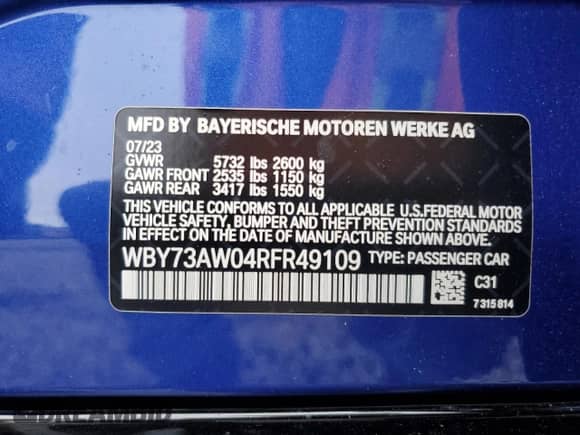 MFD BY BAYERISCHE MOTOREN WERKE AG
07/23
GVWR 5732 lbs 2600 kg
GAWR FRONT 2535 lbs 1150 kg
GAWR REAR 3417 lbs 1550 kg
THIS VEHICLE CONFORMS TO ALL APPLICABLE U.S.FEDERAL MOTOR
VEHICLE SAFETY, BUMPER AND THEFT PREVENTION STANDARDS
IN EFFECT ON THE DATE OF MANUFACTURE SHOWN ABOVE.
WBY73AW04RFR49109 TYPE: PASSENGER CAR
C31
7315814